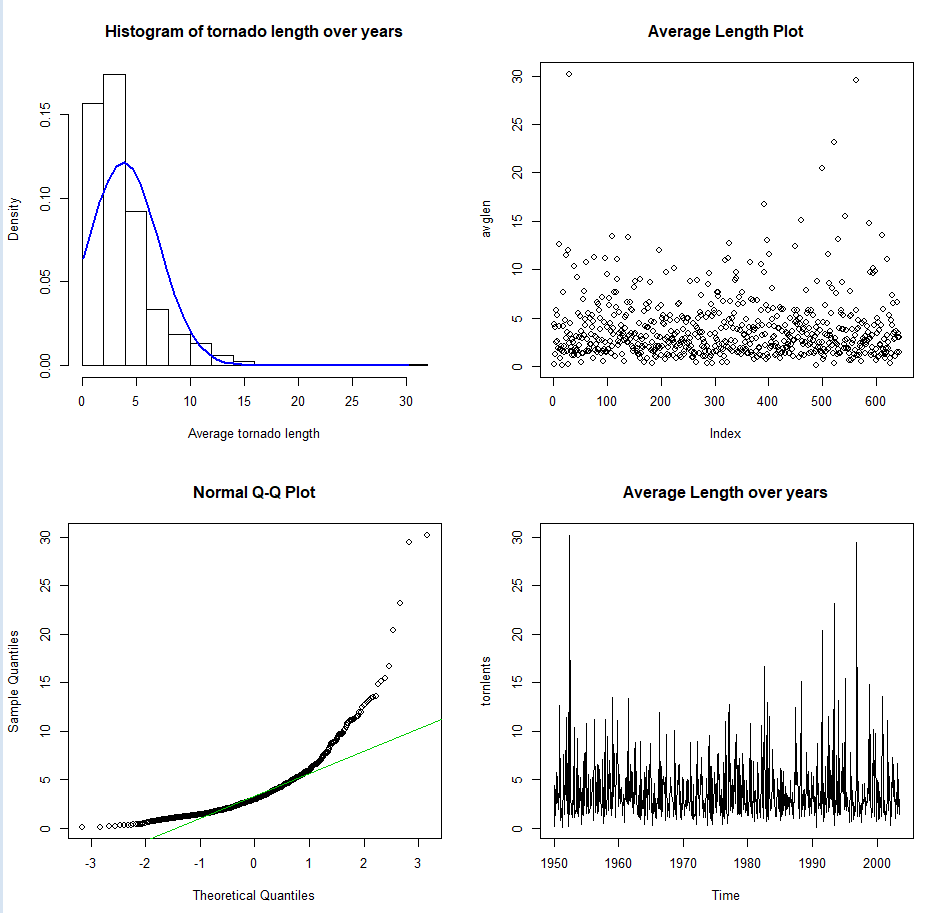 Histogram of tornado length over years
Density
0.00 0.05 0.10 0.15
0 5 10 15 20 25 30
Average tornado length
Average Length Plot
avglen
0 5 10 15 20 25 30
0 100 200 300 400 500 600
Index
Normal Q-Q Plot
Sample Quantiles
0 5 10 15 20 25 30
-3 -2 -1 0 1 2 3
Theoretical Quantiles
Average Length over years
tornlents
0 5 10 15 20 25 30
1950 1960 1970 1980 1990 2000
Time